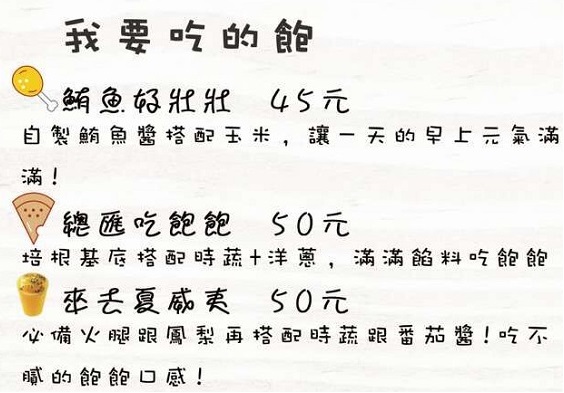 我要吃的飽
鮪魚好壯壯 45元
自製鮪魚醬搭配玉米，讓一天的早上元氣滿
滿！
總匯吃飽飽 50元
培根基底搭配時蔬+洋蔥，滿滿餡料吃飽飽
來去夏威夷 50元
必備火腿跟鳳梨再搭配時蔬跟番茄醬！吃不
膩的飽飽口感！